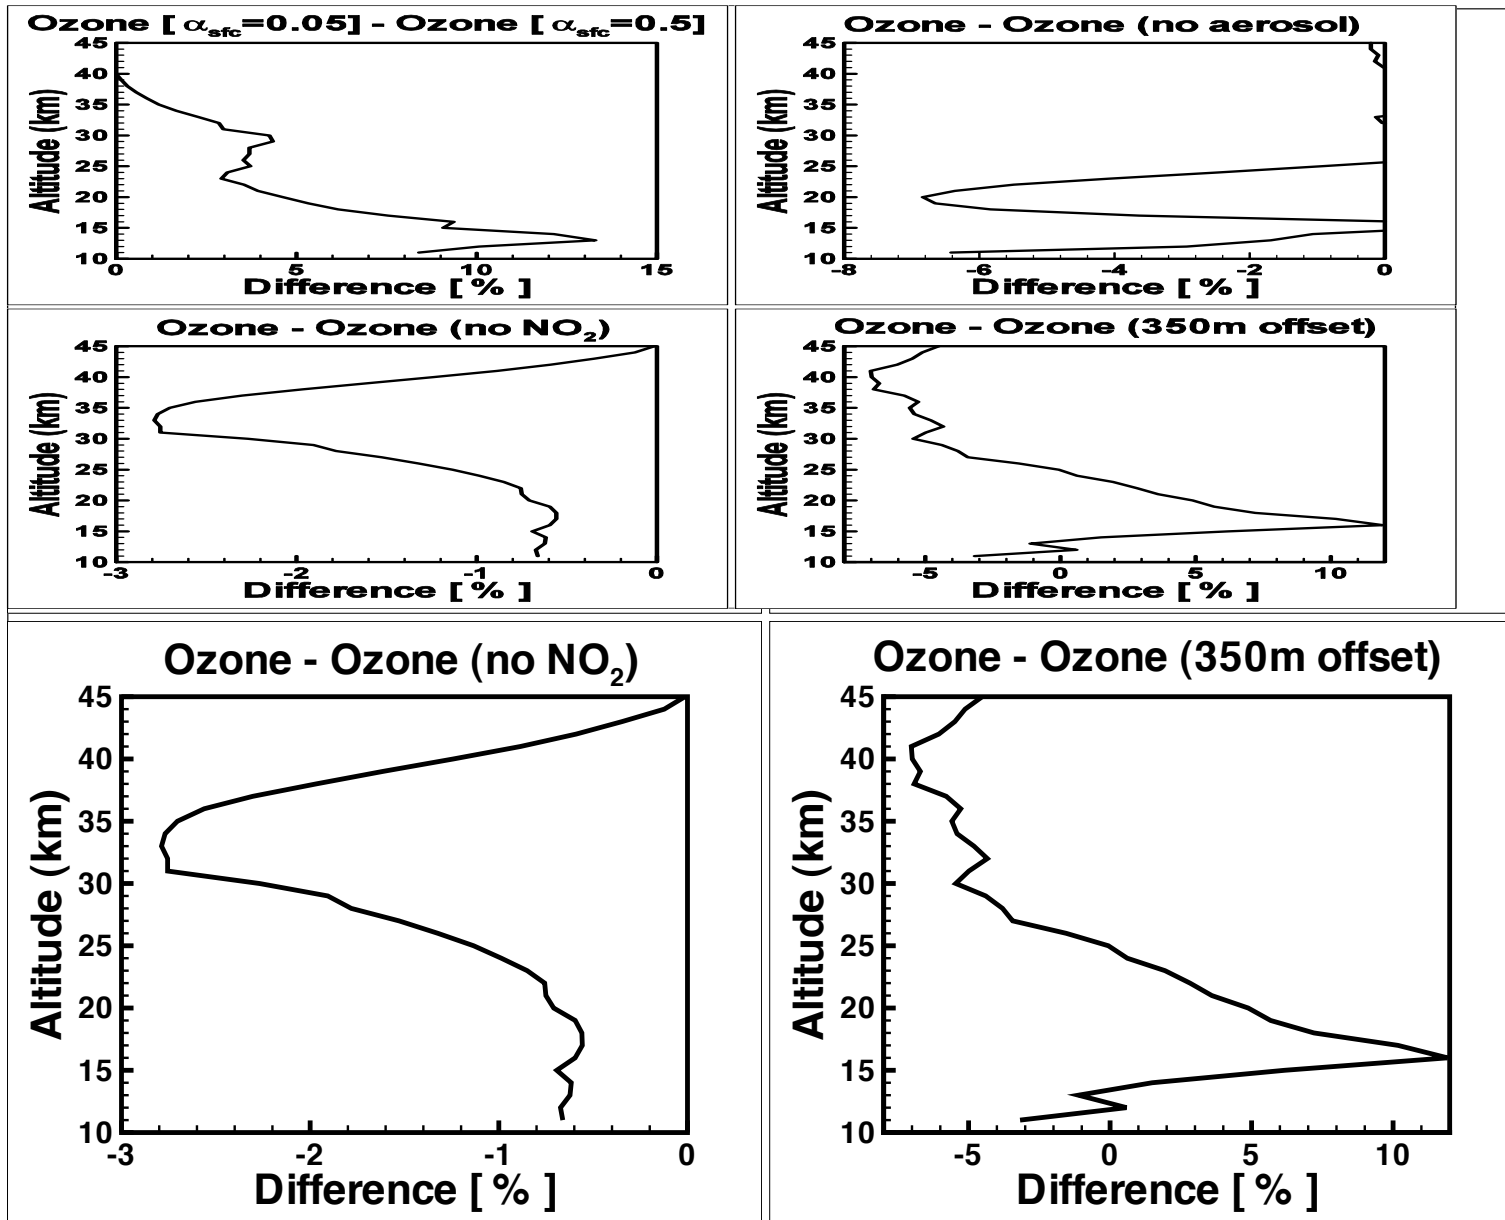 Ozone [ αsfc=0.05] - Ozone [ αsfc=0.5]
45
40
35
30
25
20
15
10
Altitude (km)
0 5 10 15
Difference [ % ]
Ozone - Ozone (no aerosol)
45
40
35
30
25
20
15
10
Altitude (km)
-8 -6 -4 -2 0
Difference [ % ]
Ozone - Ozone (no NO₂)
45
40
35
30
25
20
15
10
Altitude (km)
-3 -2 -1 0
Difference [ % ]
Ozone - Ozone (350m offset)
45
40
35
30
25
20
15
10
Altitude (km)
-5 0 5 10
Difference [ % ]
Ozone - Ozone (no NO₂)
45
40
35
30
25
20
15
10
Altitude (km)
-3 -2 -1 0
Difference [ % ]
Ozone - Ozone (350m offset)
45
40
35
30
25
20
15
10
Altitude (km)
-5 0 5 10
Difference [ % ]